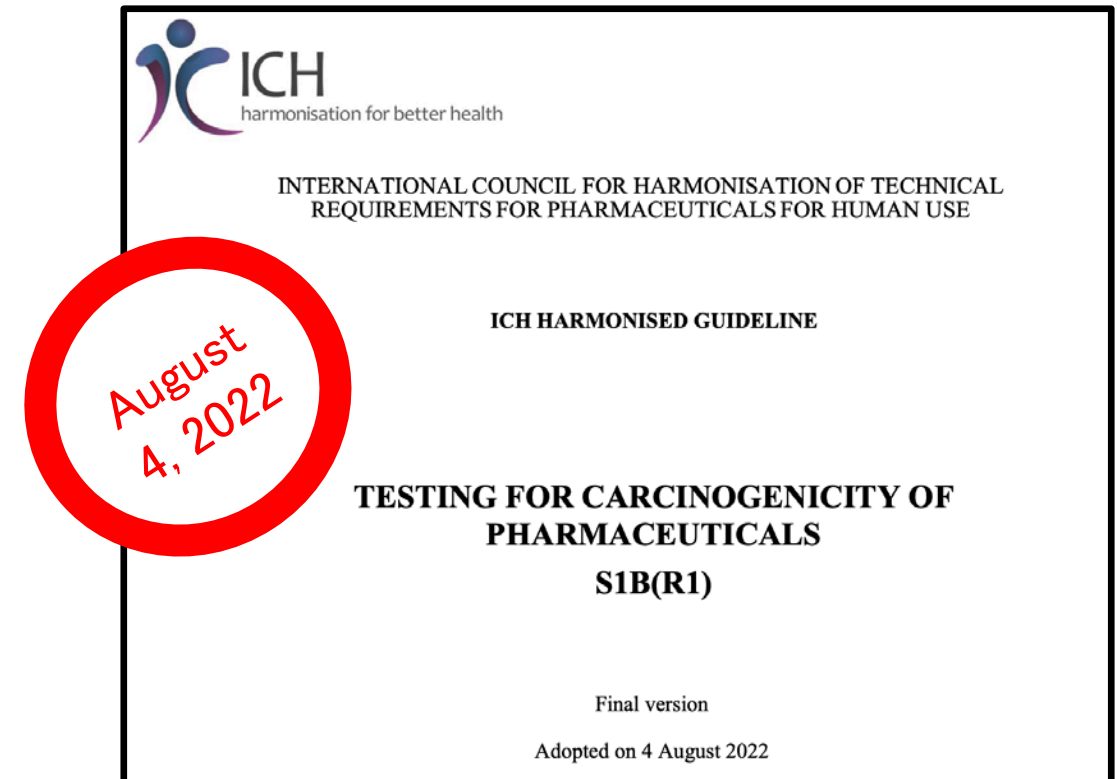 ICH
harmonisation for better health
INTERNATIONAL COUNCIL FOR HARMONISATION OF TECHNICAL
REQUIREMENTS FOR PHARMACEUTICALS FOR HUMAN USE
ICH HARMONISED GUIDELINE
August
4, 2022
TESTING FOR CARCINOGENICITY OF
PHARMACEUTICALS
S1B(R1)
Final version
Adopted on 4 August 2022